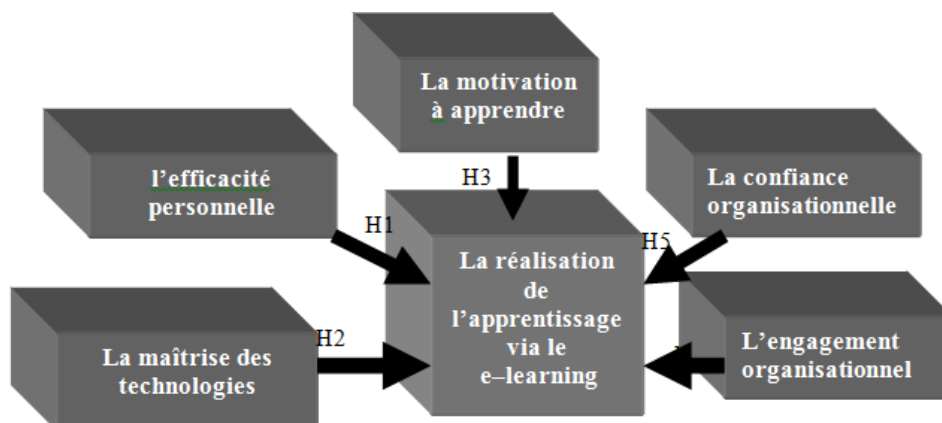 La motivation
à apprendre
H3
l’efficacité
personnelle
H1
La confiance
organisationnelle
H5
La réalisation
de
l’apprentissage
via le
e–learning
La maîtrise des
technologies
H2
L’engagement
organisationnel